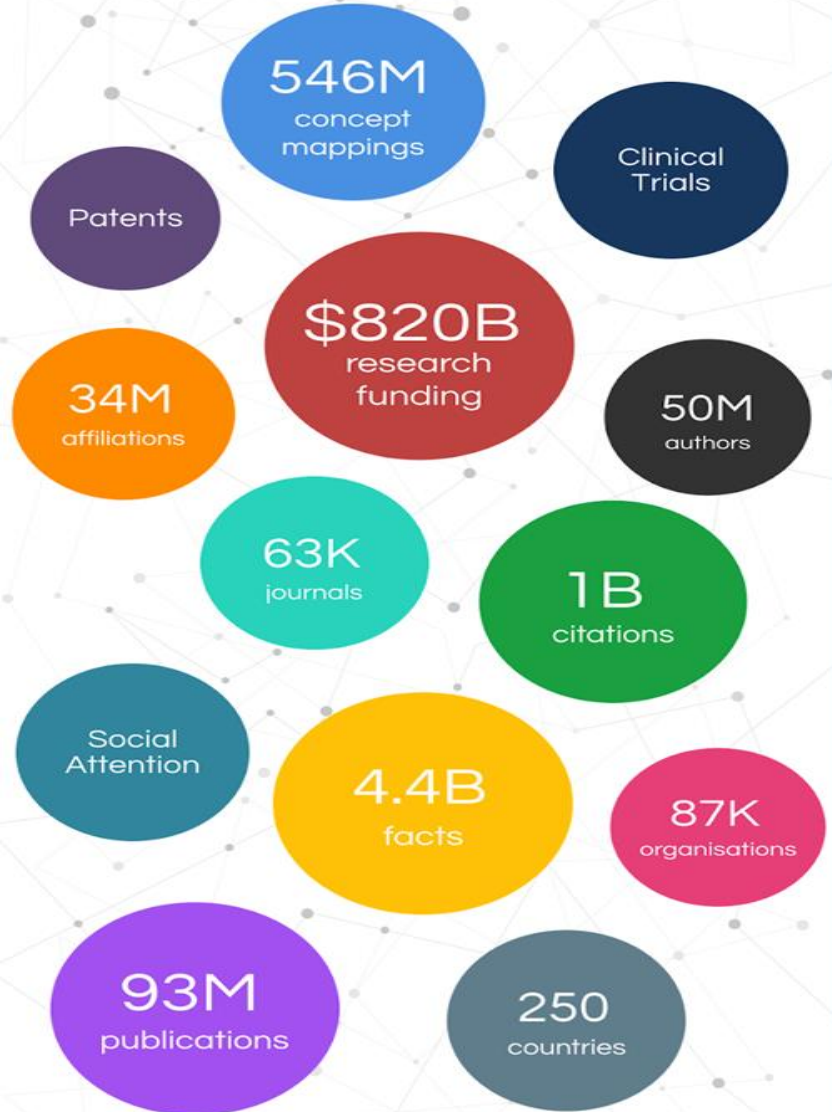 546M
concept
mappings
Clinical
Trials
Patents
$820B
research
funding
34M
affiliations
50M
authors
63K
journals
1B
citations
Social
Attention
4.4B
facts
87K
organisations
93M
publications
250
countries